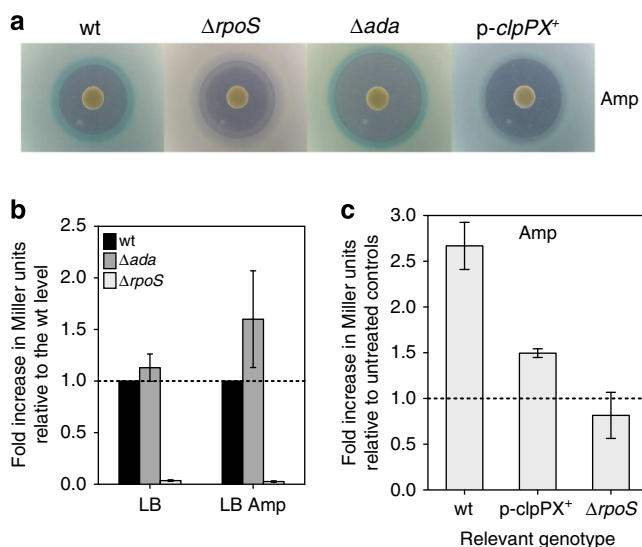 a
wt ΔrpoS Δada p-clpPX⁺
Amp
b
Fold increase in Miller units
relative to the wt level
2.5
2.0
1.5
1.0
0.5
0.0
wt
Δada
ΔrpoS
LB LB Amp
c
Fold increase in Miller units
relative to untreated controls
3.0
2.5
2.0
1.5
1.0
0.5
0.0
Amp
wt p-clpPX⁺ ΔrpoS
Relevant genotype